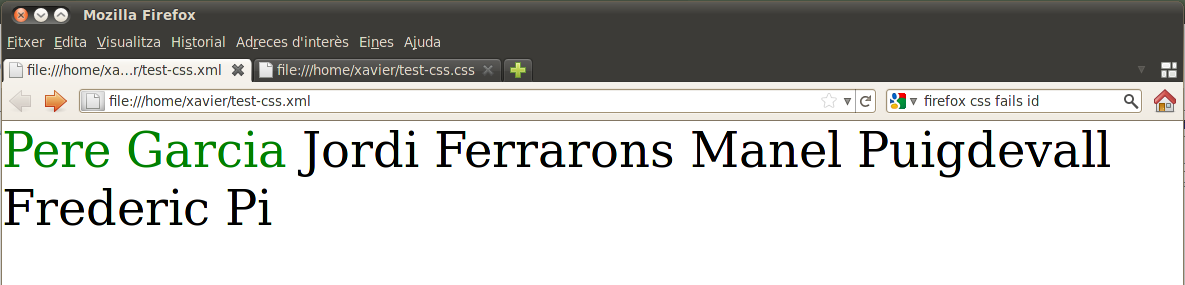 Mozilla Firefox
Fitxer Edita Visualitza Historial Adreces d'interès Eines Ajuda
file:///home/xa...r/test-css.xml file:///home/xavier/test-css.css
file:///home/xavier/test-css.xml firefox css fails id
Pere Garcia Jordi Ferrarons Manel Puigdevall
Frederic Pi